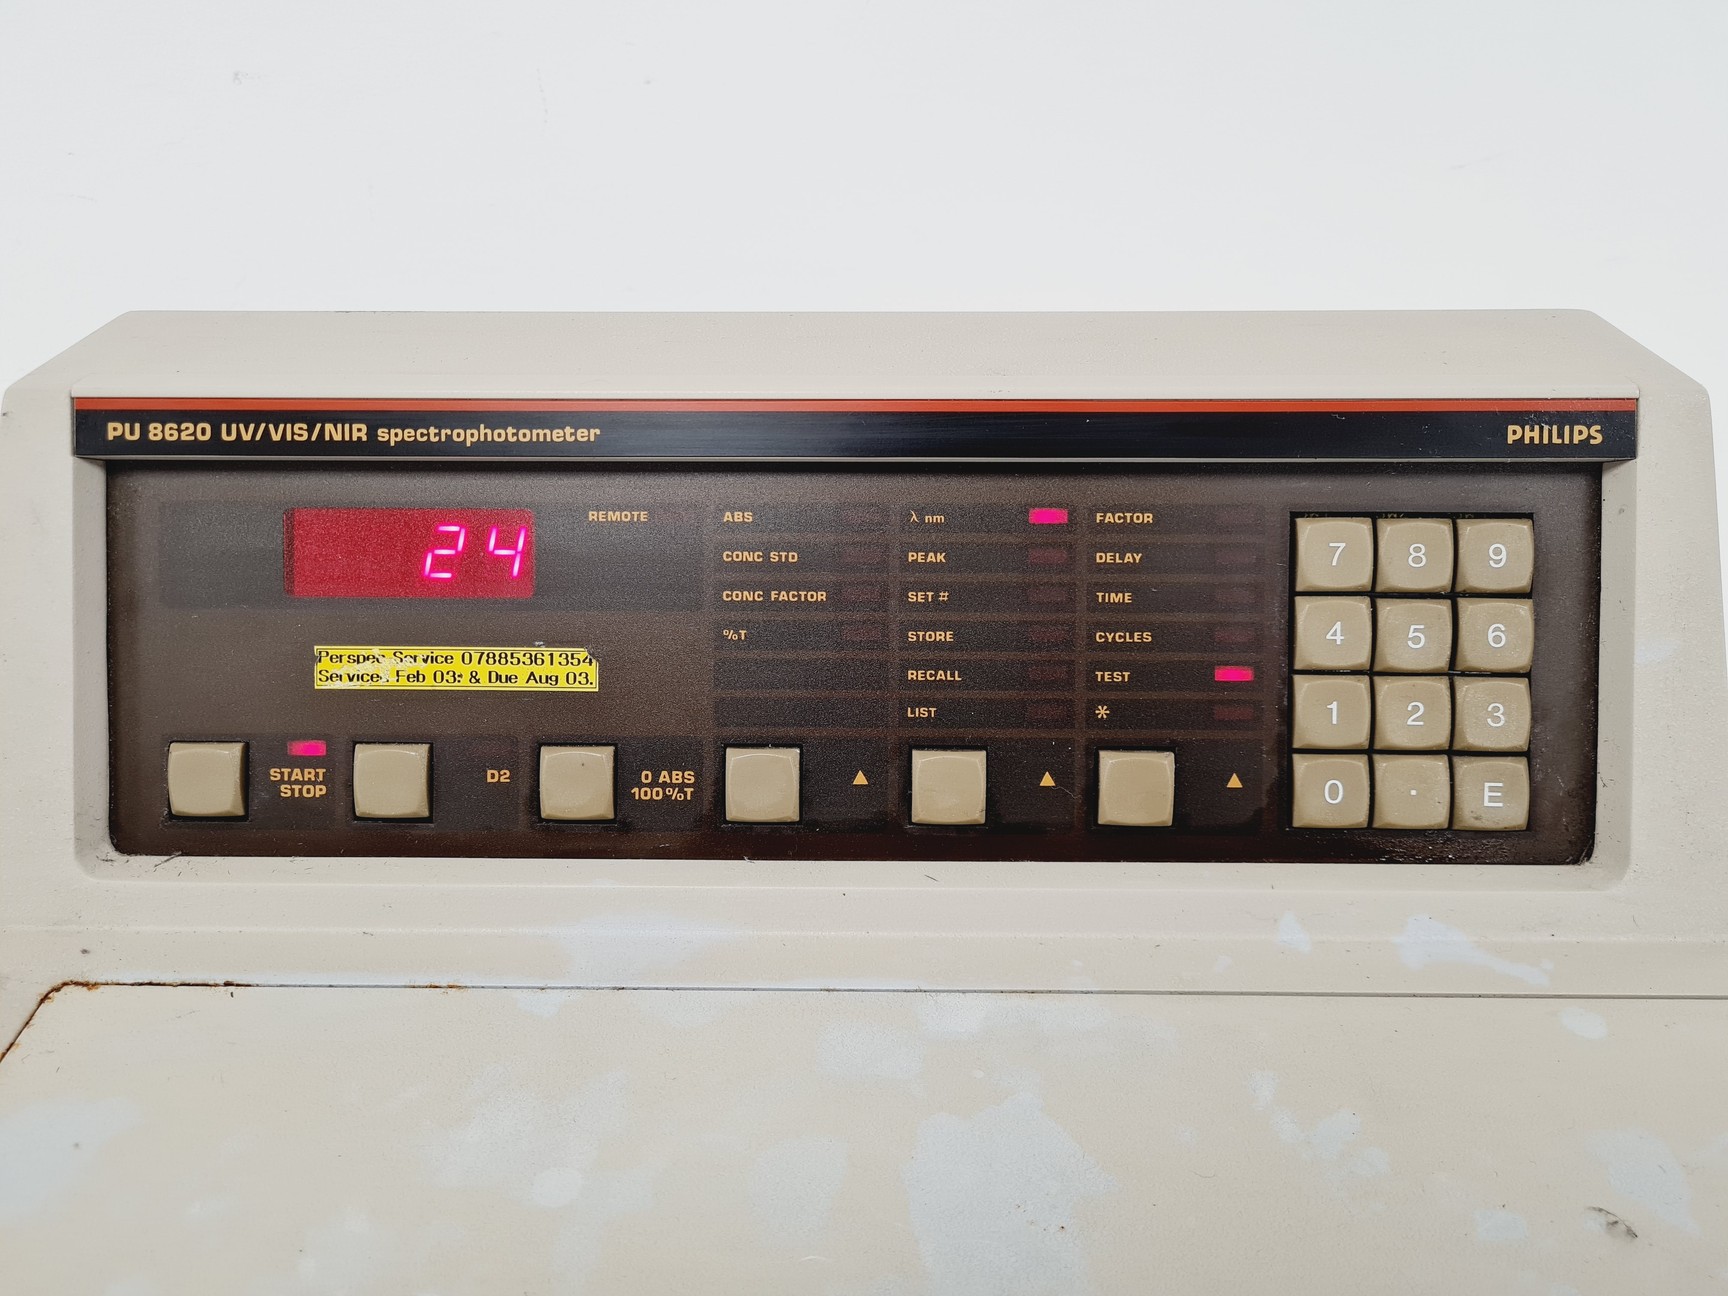 PU 8620 UV/VIS/NIR spectrophotometer
PHILIPS
24
REMOTE
Perspec Service 07885361354
Service. Feb 03: & Due Aug 03.
START
STOP
D2
0 ABS
100%T
ABS
CONC STD
CONC FACTOR
%T
▲
λ nm
PEAK
SET #
STORE
RECALL
LIST
▲
FACTOR
DELAY
TIME
CYCLES
TEST
*
▲
7 8 9
4 5 6
1 2 3
0 . E